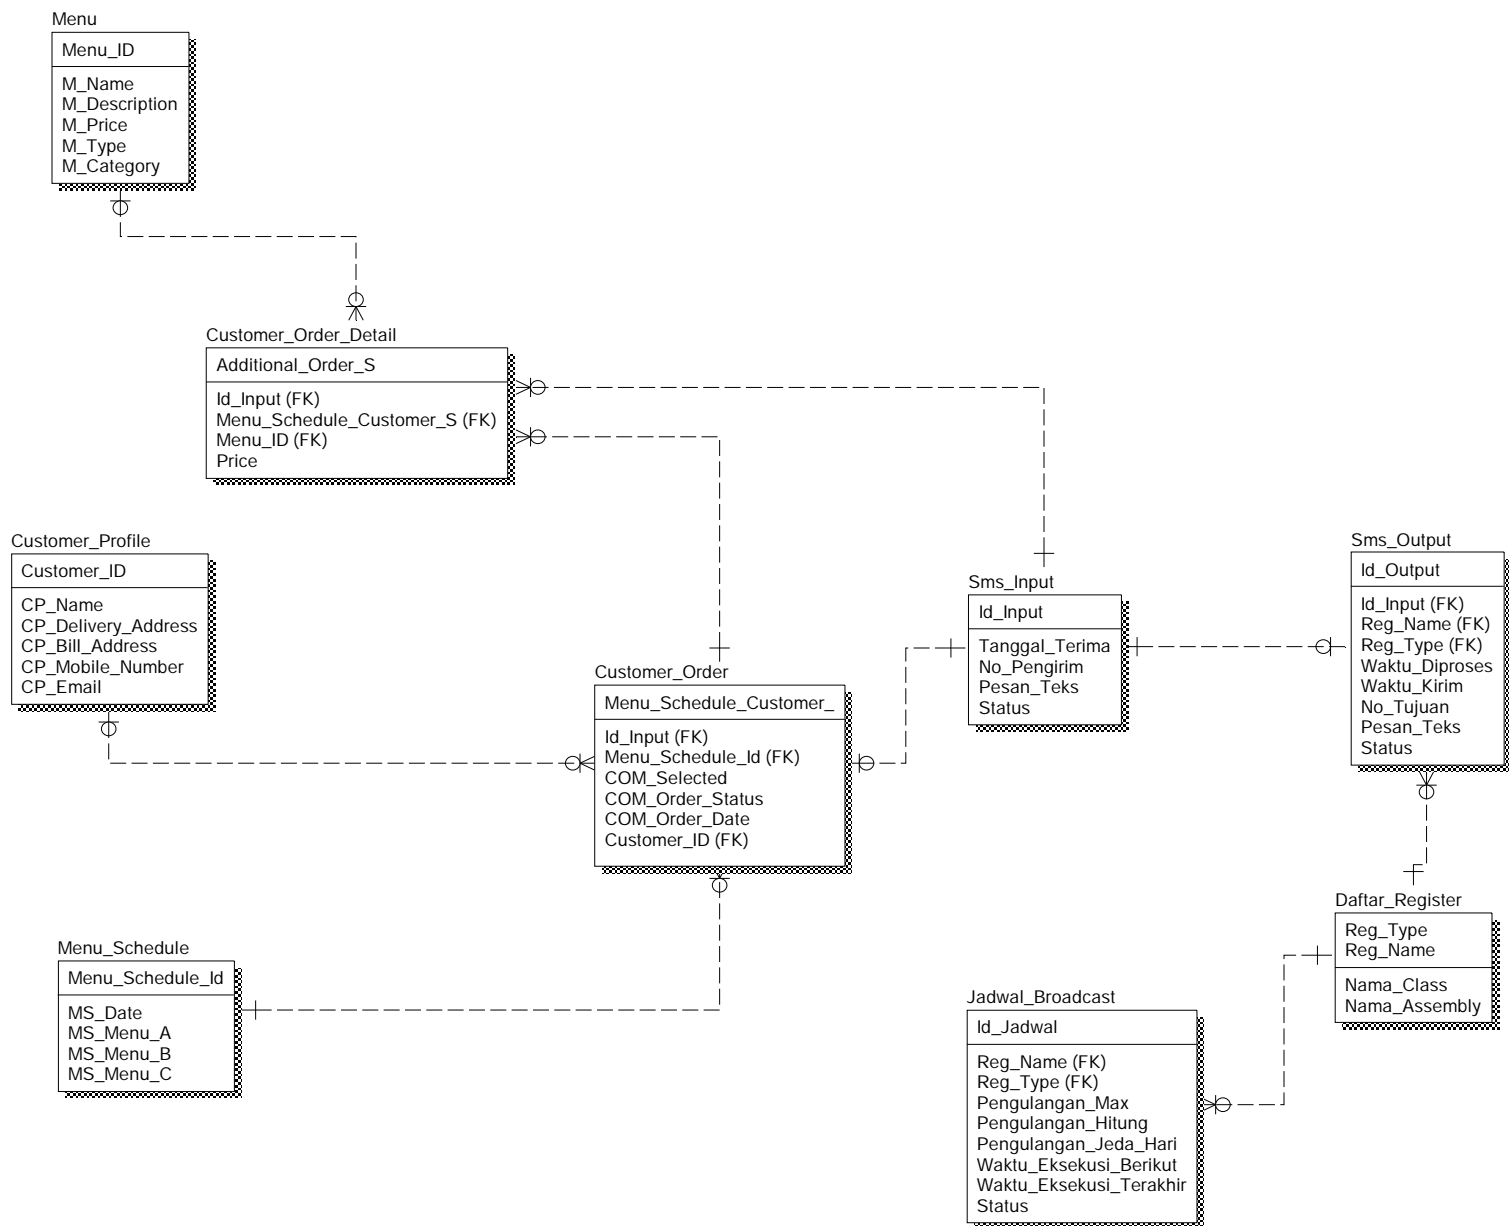 Menu
Menu_ID
M_Name
M_Description
M_Price
M_Type
M_Category
Customer_Order_Detail
Additional_Order_S
Id_Input (FK)
Menu_Schedule_Customer_S (FK)
Menu_ID (FK)
Price
Customer_Profile
Customer_ID
CP_Name
CP_Delivery_Address
CP_Bill_Address
CP_Mobile_Number
CP_Email
Customer_Order
Menu_Schedule_Customer_
Id_Input (FK)
Menu_Schedule_Id (FK)
COM_Selected
COM_Order_Status
COM_Order_Date
Customer_ID (FK)
Sms_Input
Id_Input
Tanggal_Terima
No_Pengirim
Pesan_Teks
Status
Sms_Output
Id_Output
Id_Input (FK)
Reg_Name (FK)
Reg_Type (FK)
Waktu_Diproses
Waktu_Kirim
No_Tujuan
Pesan_Teks
Status
Menu_Schedule
Menu_Schedule_Id
MS_Date
MS_Menu_A
MS_Menu_B
MS_Menu_C
Daftar_Register
Reg_Type
Reg_Name
Nama_Class
Nama_Assembly
Jadwal_Broadcast
Id_Jadwal
Reg_Name (FK)
Reg_Type (FK)
Pengulangan_Max
Pengulangan_Hitung
Pengulangan_Jeda_Hari
Waktu_Eksekusi_Berikut
Waktu_Eksekusi_Terakhir
Status